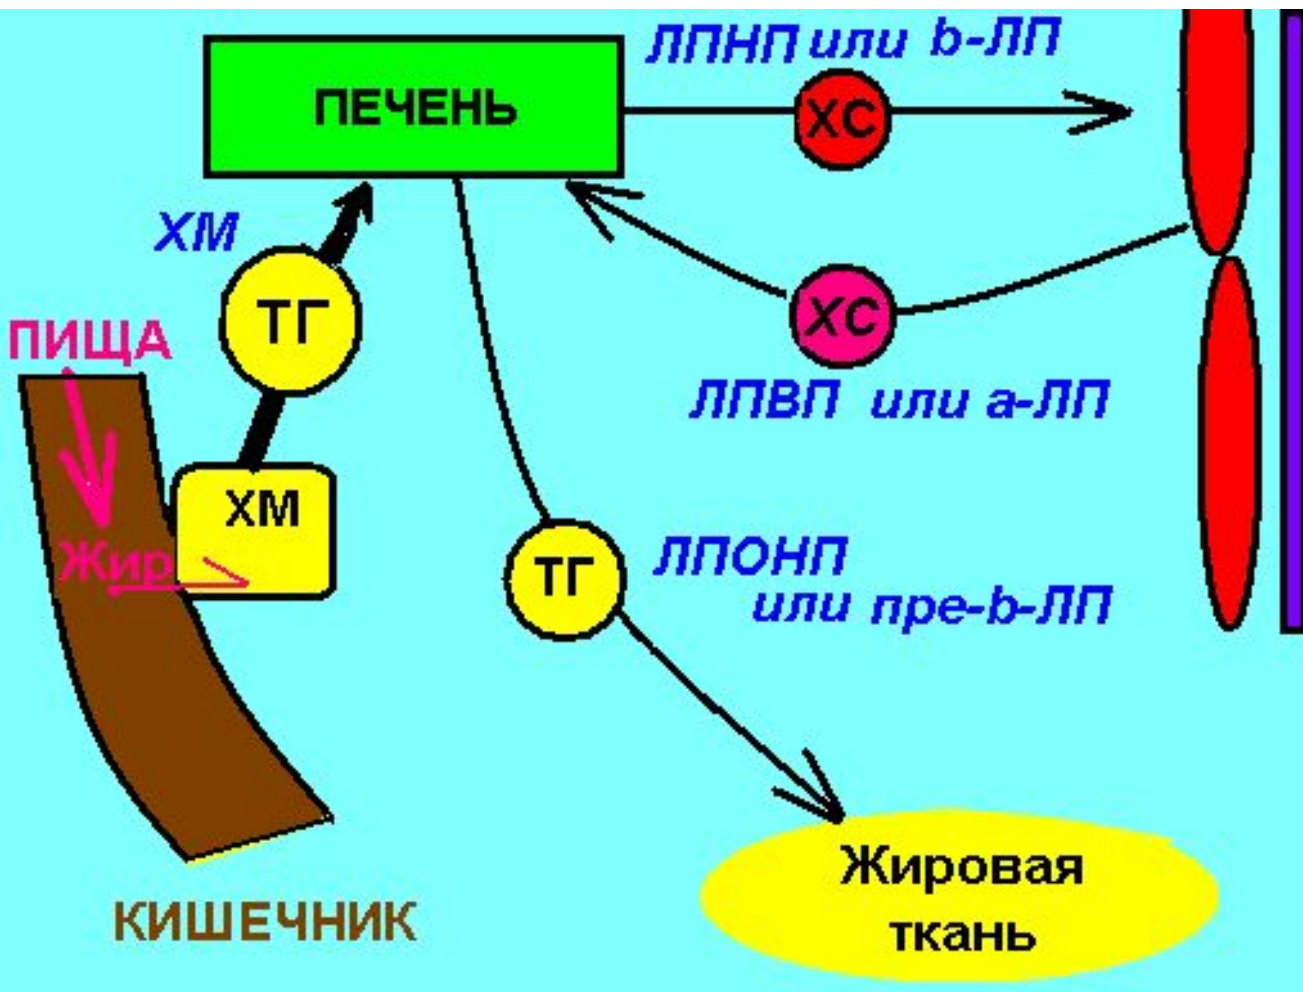 ЛПНП или b-ЛП
ПЕЧЕНЬ
ХС
ХМ
ТГ
ХС
ПИЩА
ЛПВП или а-ЛП
ХМ
Жир
ТГ
ЛПОНП
или пре-b-ЛП
Жировая
ткань
КИШЕЧНИК